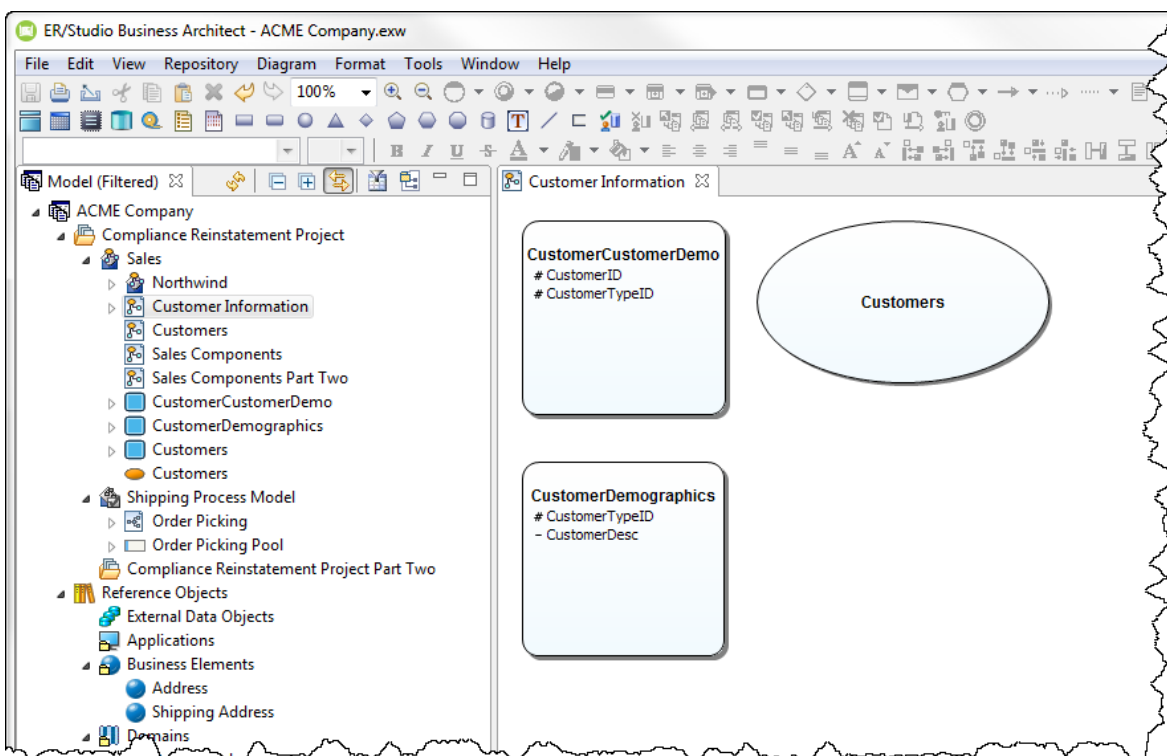 ER/Studio Business Architect - ACME Company.exw
File Edit View Repository Diagram Format Tools Window Help
100%
T
B I U S A A A
Model (Filtered)
Customer Information
ACME Company
Compliance Reinstatement Project
Sales
Northwind
Customer Information
Customers
Sales Components
Sales Components Part Two
CustomerCustomerDemo
CustomerDemographics
Customers
Customers
Shipping Process Model
Order Picking
Order Picking Pool
Compliance Reinstatement Project Part Two
Reference Objects
External Data Objects
Applications
Business Elements
Address
Shipping Address
Domains
CustomerCustomerDemo
# CustomerID
# CustomerTypeID
Customers
CustomerDemographics
# CustomerTypeID
– CustomerDesc